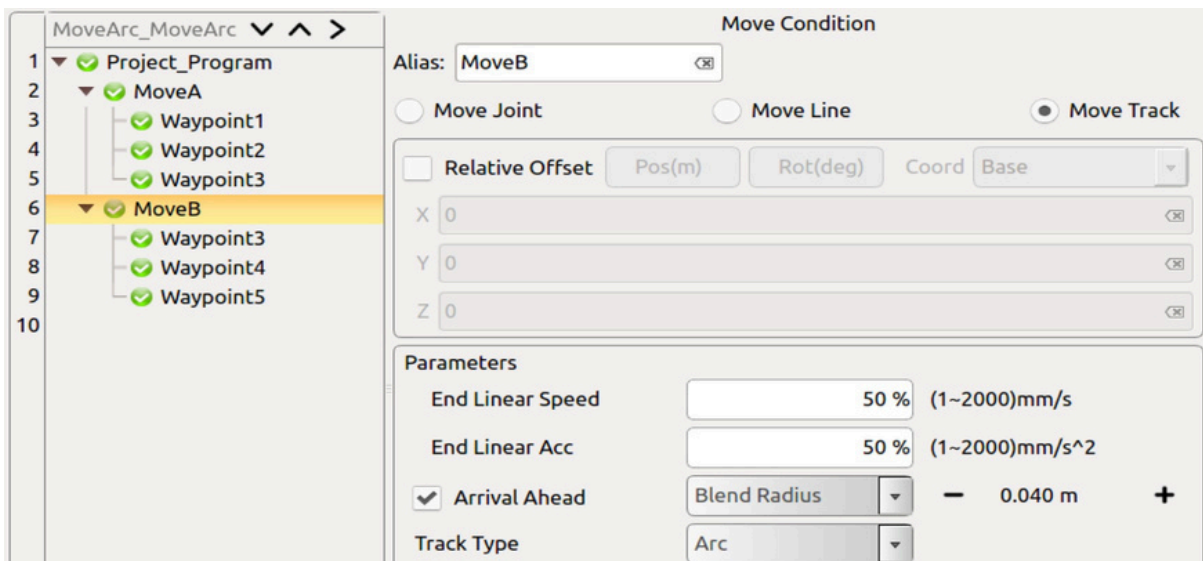 MoveArc_MoveArc
1 Project_Program
2 MoveA
3 Waypoint1
4 Waypoint2
5 Waypoint3
6 MoveB
7 Waypoint3
8 Waypoint4
9 Waypoint5
10
Move Condition
Alias: MoveB
Move Joint Move Line Move Track
Relative Offset Pos(m) Rot(deg) Coord Base
X 0
Y 0
Z 0
Parameters
End Linear Speed 50 % (1~2000)mm/s
End Linear Acc 50 % (1~2000)mm/s^2
Arrival Ahead Blend Radius − 0.040 m +
Track Type Arc